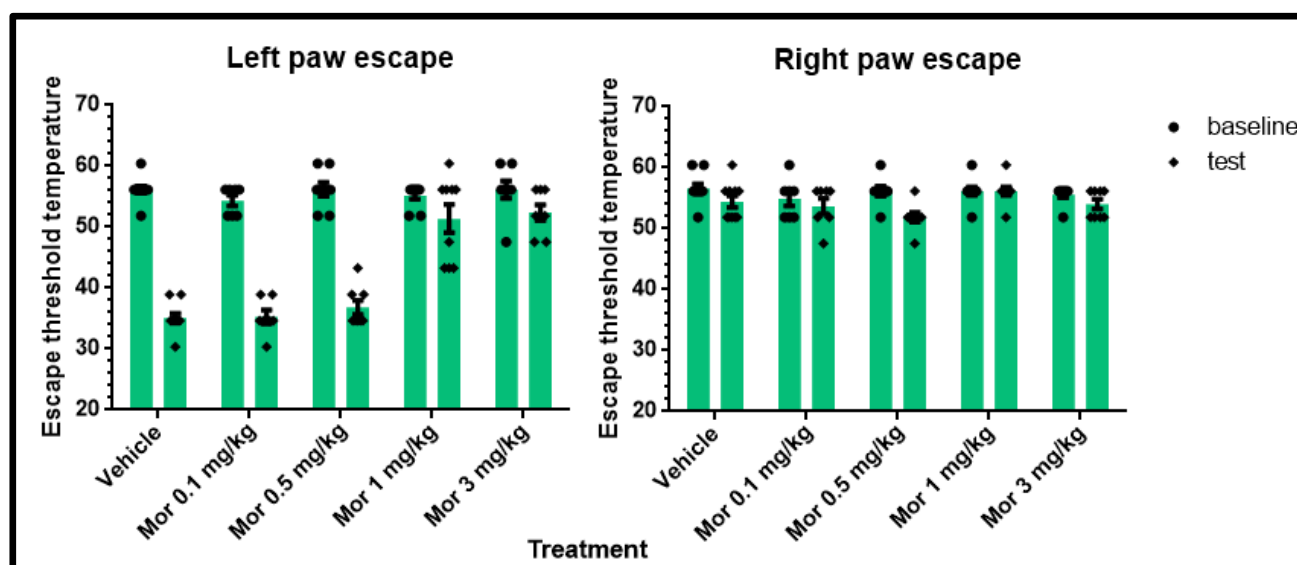 Left paw escape
Escape threshold temperature
70
60
50
40
30
20
Vehicle
Mor 0.1 mg/kg
Mor 0.5 mg/kg
Mor 1 mg/kg
Mor 3 mg/kg
Right paw escape
Escape threshold temperature
70
60
50
40
30
20
Vehicle
Mor 0.1 mg/kg
Mor 0.5 mg/kg
Mor 1 mg/kg
Mor 3 mg/kg
baseline
test
Treatment